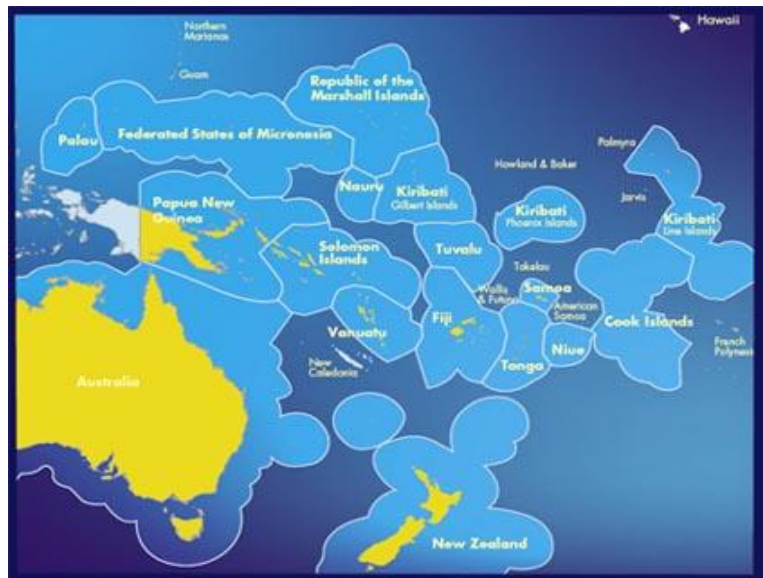 Northern
Marianas
Hawaii
Guam
Republic of the
Marshall Islands
Palau
Federated States of Micronesia
Palmyra
Howland & Baker
Nauru
Kiribati
Gilbert Islands
Jarvis
Papua New
Guinea
Kiribati
Phoenix Islands
Kiribati
Line Islands
Solomon
Islands
Tuvalu
Tokelau
Wallis
& Futuna
Samoa
American
Samoa
Cook Islands
Vanuatu
Fiji
French
Polynesia
New
Caledonia
Tonga
Niue
Australia
New Zealand